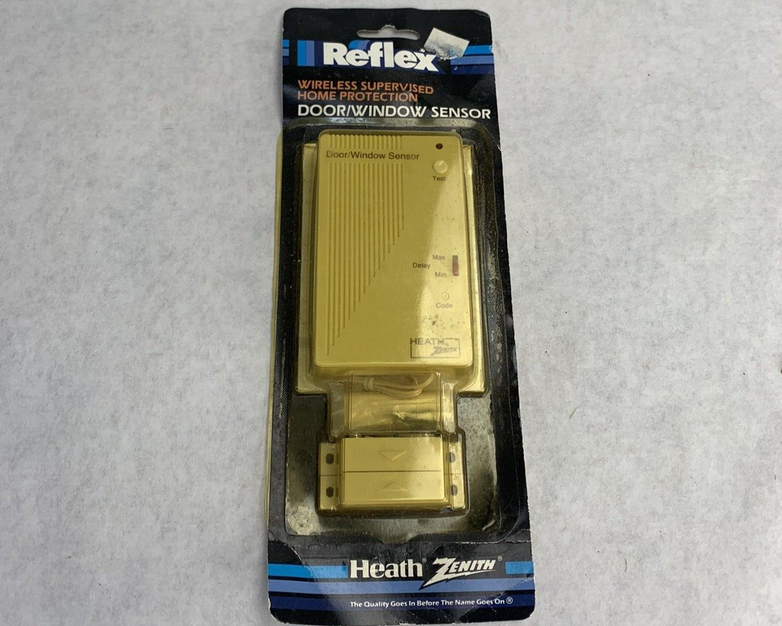 Reflex
WIRELESS SUPERVISED
HOME PROTECTION
DOOR/WINDOW SENSOR
Door/Window Sensor
Test
Max
Delay
Min
Code
HEATH
ZENITH
Heath® ZENITH®
The Quality Goes In Before The Name Goes On®